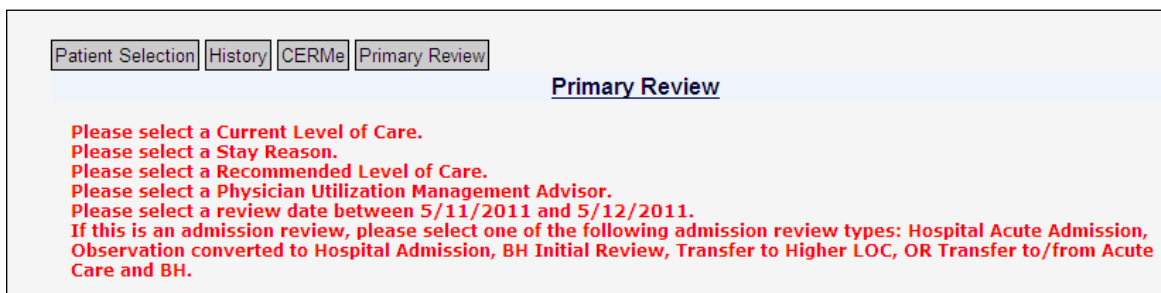 Patient Selection History CERMe Primary Review
Primary Review
Please select a Current Level of Care.
Please select a Stay Reason.
Please select a Recommended Level of Care.
Please select a Physician Utilization Management Advisor.
Please select a review date between 5/11/2011 and 5/12/2011.
If this is an admission review, please select one of the following admission review types: Hospital Acute Admission,
Observation converted to Hospital Admission, BH Initial Review, Transfer to Higher LOC, OR Transfer to/from Acute
Care and BH.